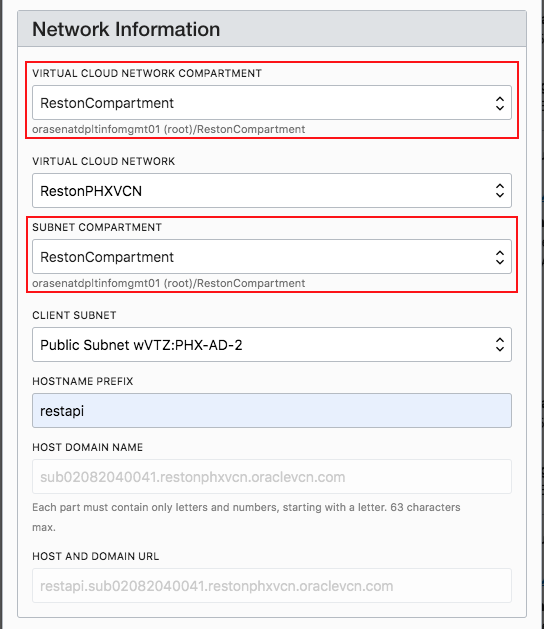 Network Information
VIRTUAL CLOUD NETWORK COMPARTMENT
RestonCompartment
orasenatdpltinfomgmt01 (root)/RestonCompartment
VIRTUAL CLOUD NETWORK
RestonPHXVCN
SUBNET COMPARTMENT
RestonCompartment
orasenatdpltinfomgmt01 (root)/RestonCompartment
CLIENT SUBNET
Public Subnet wVTZ:PHX-AD-2
HOSTNAME PREFIX
restapi
HOST DOMAIN NAME
sub02082040041.restonphxvcn.oraclevcn.com
Each part must contain only letters and numbers, starting with a letter. 63 characters
max.
HOST AND DOMAIN URL
restapi.sub02082040041.restonphxvcn.oraclevcn.com